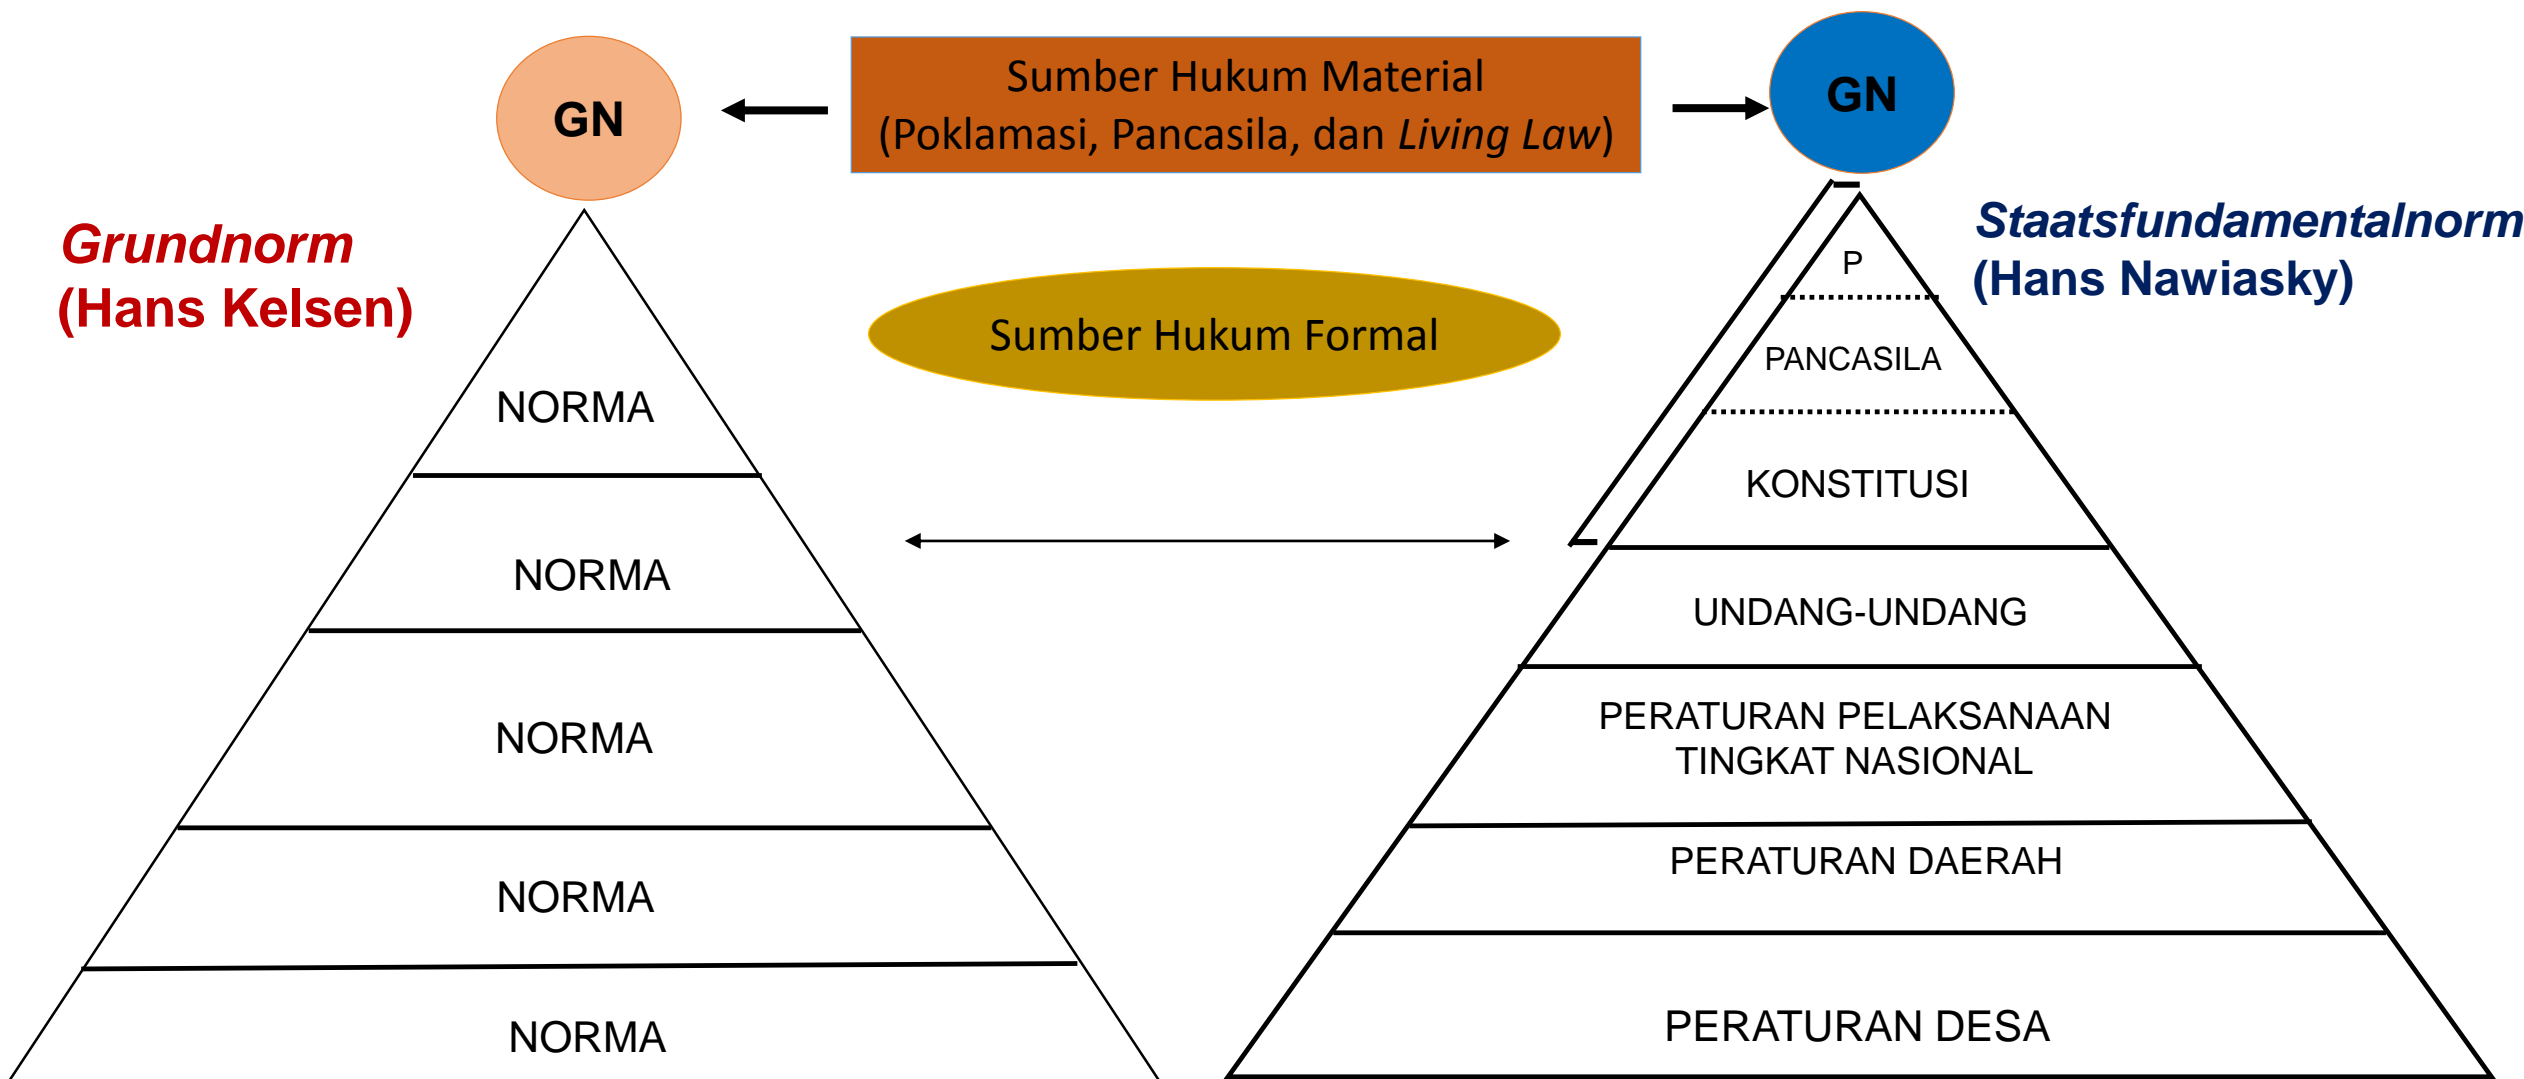 GN
Sumber Hukum Material
(Poklamasi, Pancasila, dan Living Law)
GN
Grundnorm
(Hans Kelsen)
Staatsfundamentalnorm
(Hans Nawiasky)
Sumber Hukum Formal
NORMA
NORMA
NORMA
NORMA
NORMA
P
PANCASILA
KONSTITUSI
UNDANG-UNDANG
PERATURAN PELAKSANAAN
TINGKAT NASIONAL
PERATURAN DAERAH
PERATURAN DESA